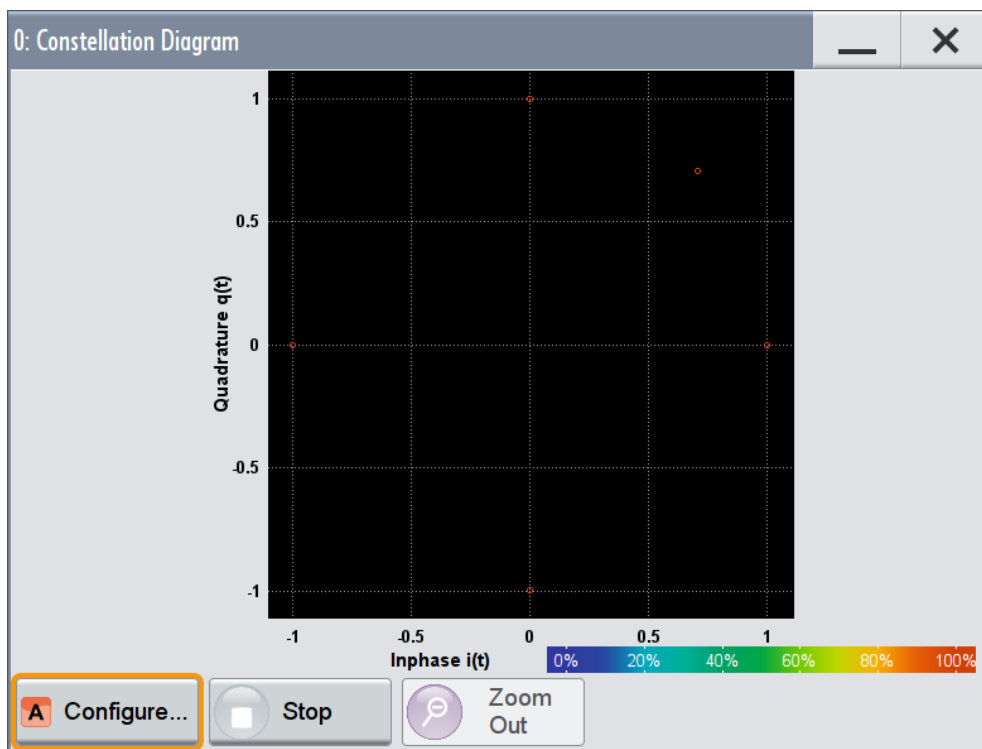 0: Constellation Diagram
1
0.5
0
-0.5
-1
Quadrature q(t)
-1 -0.5 0 0.5 1
Inphase i(t)
0% 20% 40% 60% 80% 100%
A Configure...
Stop
Zoom
Out